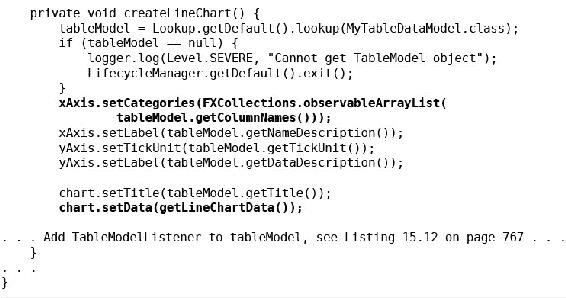 private void createLineChart() {
tableModel = Lookup.getDefault().lookup(MyTableDataModel.class);
if (tableModel == null) {
logger.log(Level.SEVERE, "Cannot get TableModel object");
LifecycleManager.getDefault().exit();
}
xAxis.setCategories(FXCollections.observableArrayList(
tableModel.getColumnNames()));
xAxis.setLabel(tableModel.getNameDescription());
yAxis.setTickUnit(tableModel.getTickUnit());
yAxis.setLabel(tableModel.getDataDescription());
chart.setTitle(tableModel.getTitle());
chart.setData(getLineChartData());
. . . Add TableModelListener to tableModel, see Listing 15.12 on page 767 . . .
}
. . .
}